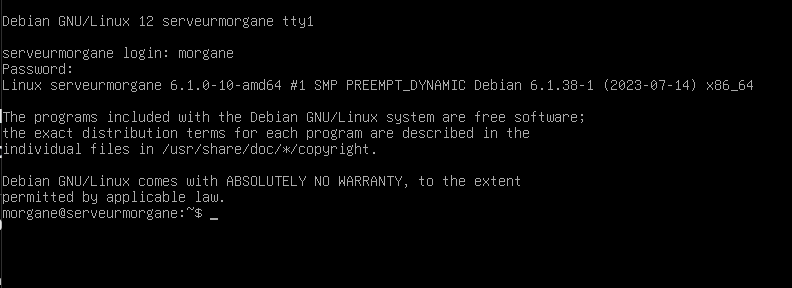 Debian GNU/Linux 12 serveurmorgane tty1
serveurmorgane login: morgane
Password:
Linux serveurmorgane 6.1.0-10-amd64 #1 SMP PREEMPT_DYNAMIC Debian 6.1.38-1 (2023-07-14) x86_64
The programs included with the Debian GNU/Linux system are free software;
the exact distribution terms for each program are described in the
individual files in /usr/share/doc/*/copyright.
Debian GNU/Linux comes with ABSOLUTELY NO WARRANTY, to the extent
permitted by applicable law.
morgane@serveurmorgane:~$ _